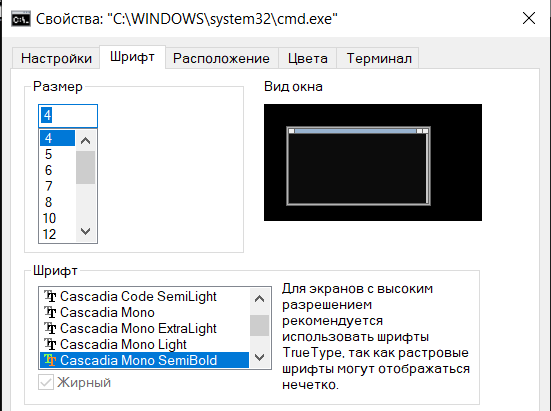 Свойства: "C:\WINDOWS\system32\cmd.exe"
Настройки Шрифт Расположение Цвета Терминал
Размер
4
4
5
6
7
8
10
12
Вид окна
Шрифт
Cascadia Code SemiLight
Cascadia Mono
Cascadia Mono ExtraLight
Cascadia Mono Light
Cascadia Mono SemiBold
Жирный
Для экранов с высоким
разрешением
рекомендуется
использовать шрифты
TrueType, так как растровые
шрифты могут отображаться
нечетко.